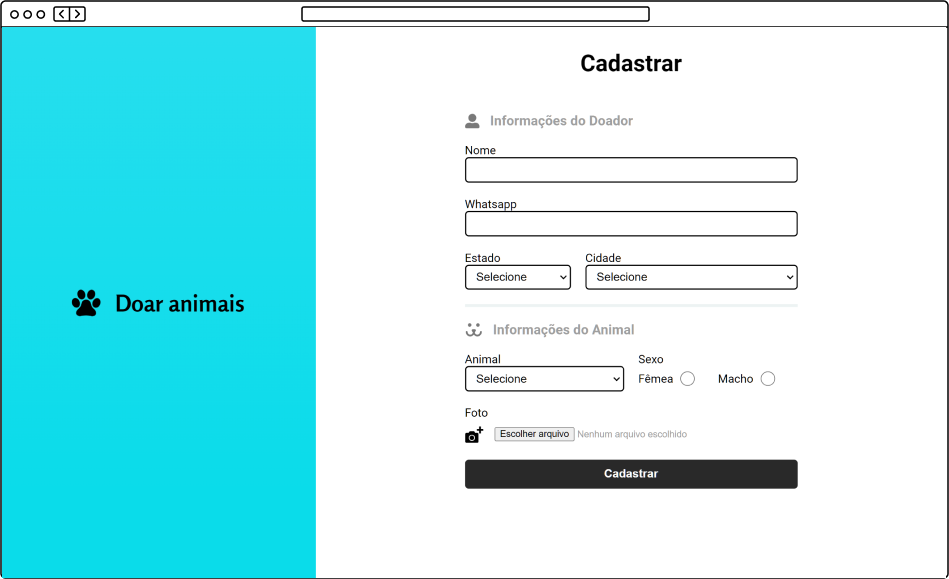 Doar animais
Cadastrar
Informações do Doador
Nome
Whatsapp
Estado Cidade
Selecione Selecione
Informações do Animal
Animal Sexo
Selecione Fêmea Macho
Foto
Escolher arquivo Nenhum arquivo escolhido
Cadastrar